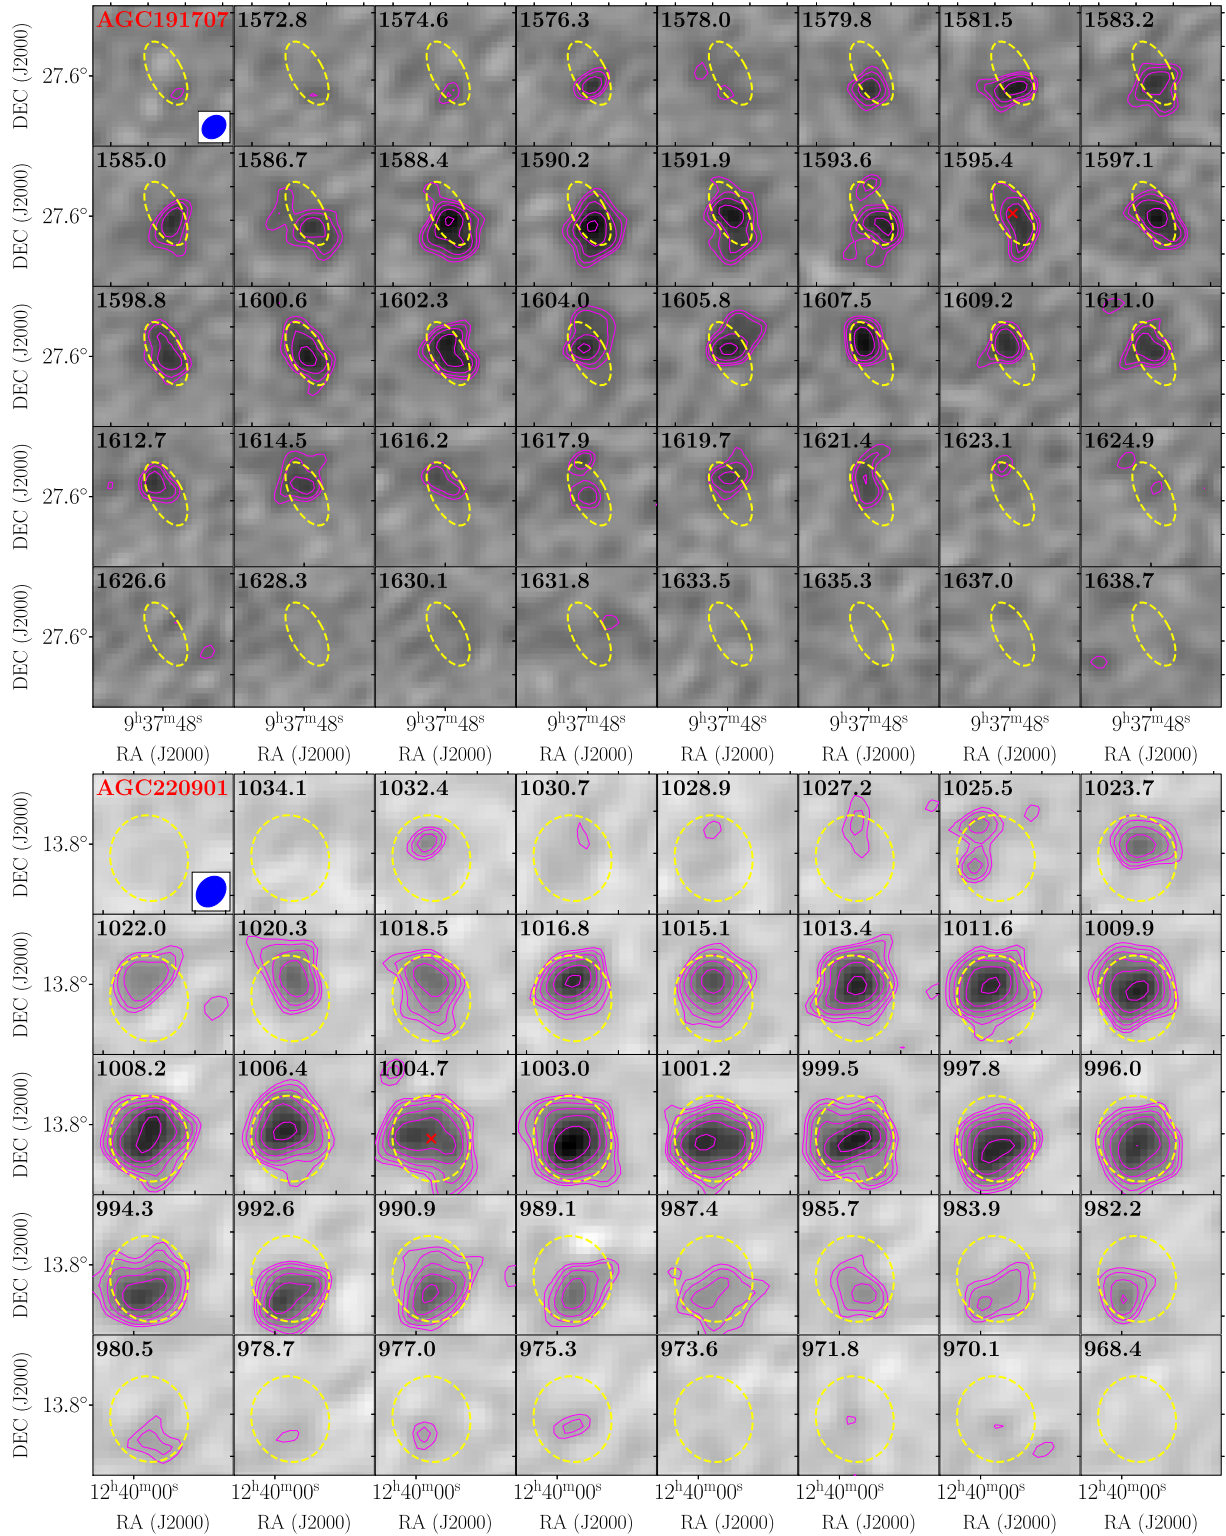 AGC191707 1572.8 1574.6 1576.3 1578.0 1579.8 1581.5 1583.2
DEC (J2000) 27.6°
1585.0 1586.7 1588.4 1590.2 1591.9 1593.6 1595.4 1597.1
DEC (J2000) 27.6°
1598.8 1600.6 1602.3 1604.0 1605.8 1607.5 1609.2 1611.0
DEC (J2000) 27.6°
1612.7 1614.5 1616.2 1617.9 1619.7 1621.4 1623.1 1624.9
DEC (J2000) 27.6°
1626.6 1628.3 1630.1 1631.8 1633.5 1635.3 1637.0 1638.7
DEC (J2000) 27.6°
9ʰ37ᵐ48ˢ 9ʰ37ᵐ48ˢ 9ʰ37ᵐ48ˢ 9ʰ37ᵐ48ˢ 9ʰ37ᵐ48ˢ 9ʰ37ᵐ48ˢ 9ʰ37ᵐ48ˢ 9ʰ37ᵐ48ˢ
RA (J2000) RA (J2000) RA (J2000) RA (J2000) RA (J2000) RA (J2000) RA (J2000) RA (J2000)
AGC220901 1034.1 1032.4 1030.7 1028.9 1027.2 1025.5 1023.7
DEC (J2000) 13.8°
1022.0 1020.3 1018.5 1016.8 1015.1 1013.4 1011.6 1009.9
DEC (J2000) 13.8°
1008.2 1006.4 1004.7 1003.0 1001.2 999.5 997.8 996.0
DEC (J2000) 13.8°
994.3 992.6 990.9 989.1 987.4 985.7 983.9 982.2
DEC (J2000) 13.8°
980.5 978.7 977.0 975.3 973.6 971.8 970.1 968.4
DEC (J2000) 13.8°
12ʰ40ᵐ00ˢ 12ʰ40ᵐ00ˢ 12ʰ40ᵐ00ˢ 12ʰ40ᵐ00ˢ 12ʰ40ᵐ00ˢ 12ʰ40ᵐ00ˢ 12ʰ40ᵐ00ˢ 12ʰ40ᵐ00ˢ
RA (J2000) RA (J2000) RA (J2000) RA (J2000) RA (J2000) RA (J2000) RA (J2000) RA (J2000)